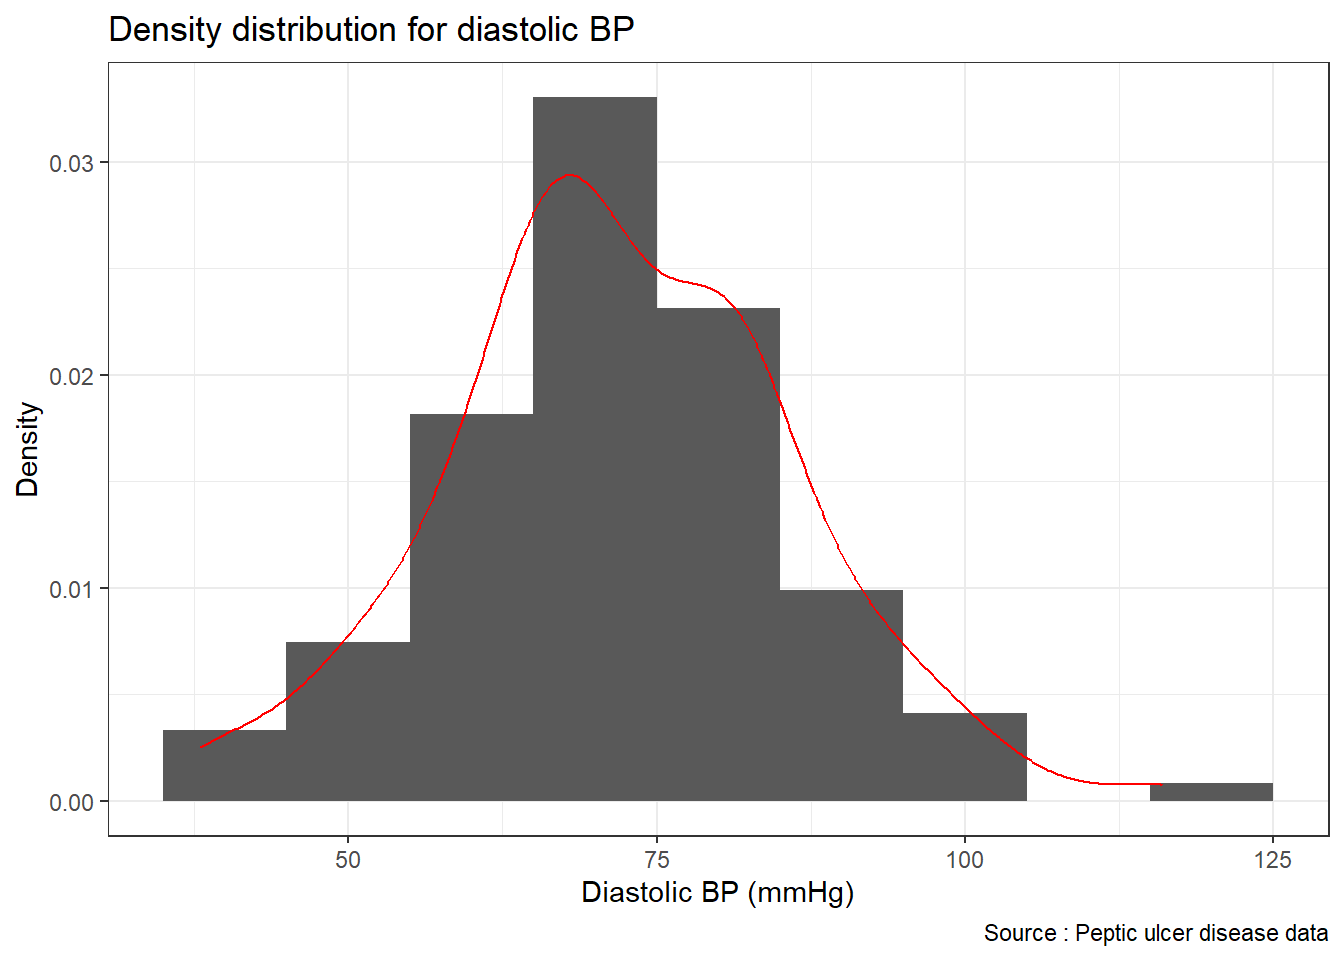 Density distribution for diastolic BP
Density
0.03
0.02
0.01
0.00
50 75 100 125
Diastolic BP (mmHg)
Source : Peptic ulcer disease data